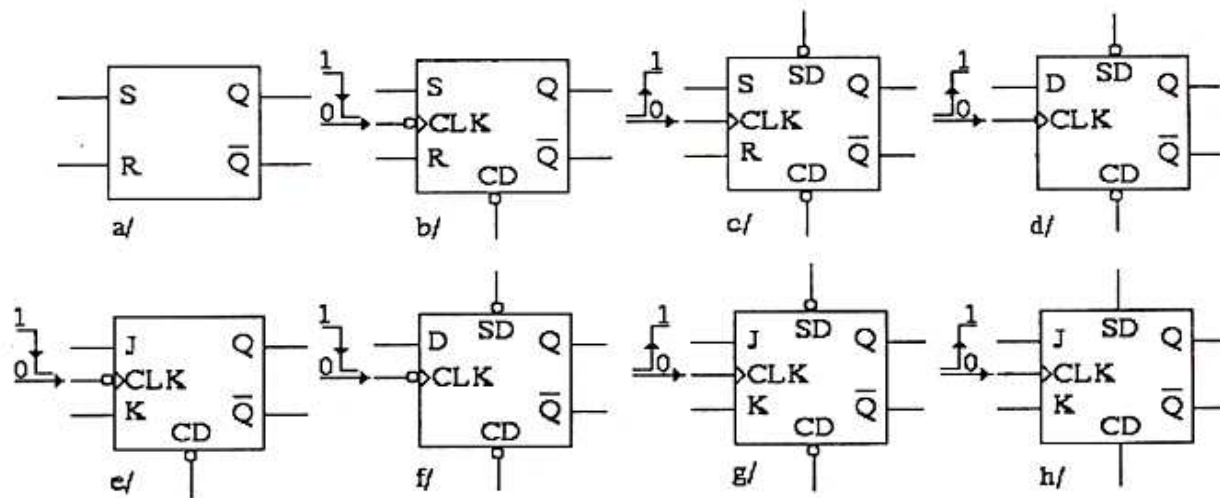 S Q
R Q̅
a/
1
0
S Q
CLK
R Q̅
CD
b/
1
0
SD
S Q
CLK
R Q̅
CD
c/
1
0
SD
D Q
CLK
Q̅
CD
d/
1
0
J Q
CLK
K Q̅
CD
e/
1
0
SD
D Q
CLK
Q̅
CD
f/
1
0
SD
J Q
CLK
K Q̅
CD
g/
1
0
SD
J Q
CLK
K Q̅
CD
h/